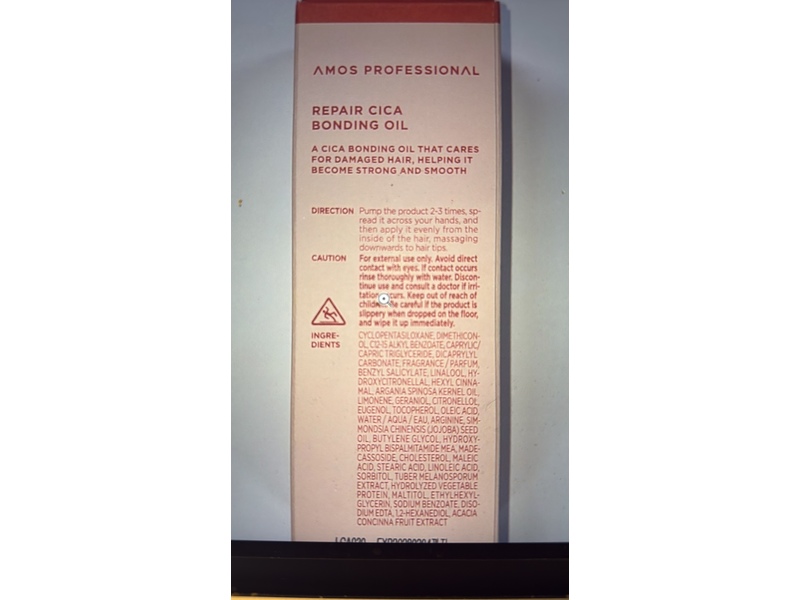 AMOS PROFESSIONAL
REPAIR CICA
BONDING OIL
A CICA BONDING OIL THAT CARES
FOR DAMAGED HAIR, HELPING IT
BECOME STRONG AND SMOOTH
DIRECTION Pump the product 2-3 times, sp-
read it across your hands, and
then apply it evenly from the
inside of the hair, massaging
downwards to hair tips.
CAUTION For external use only. Avoid direct
contact with eyes. If contact occurs
rinse thoroughly with water. Discon-
tinue use and consult a doctor if irri-
tation occurs. Keep out of reach of
Be careful if the product is
slippery when dropped on the floor,
and wipe it up immediately.
INGRE- CYCLOPENTASILOXANE, DIMETHICON-
DIENTS OL, C12-15 ALKYL BENZOATE, CAPRYLIC/
CAPRIC TRIGLYCERIDE, DICAPRYLYL
CARBONATE, FRAGRANCE / PARFUM,
BENZYL SALICYLATE, LINALOOL, HY-
DROXYCITRONELLAL, HEXYL CINNA-
MAL, ARGANIA SPINOSA KERNEL OIL,
LIMONENE, GERANIOL, CITRONELLOL,
EUGENOL, TOCOPHEROL, OLEIC ACID,
WATER / AQUA / EAU, ARGININE, SIM-
MONDSIA CHINENSIS (JOJOBA) SEED
OIL, BUTYLENE GLYCOL, HYDROXY-
PROPYL BISPALMITAMIDE MEA, MADE-
CASSOSIDE, CHOLESTEROL, MALEIC
ACID, STEARIC ACID, LINOLEIC ACID,
SORBITOL, TUBER MELANOSPORUM
EXTRACT, HYDROLYZED VEGETABLE
PROTEIN, MALTITOL, ETHYLHEXYL-
GLYCERIN, SODIUM BENZOATE, DISO-
DIUM EDTA, 1,2-HEXANEDIOL, ACACIA
CONCINNA FRUIT EXTRACT